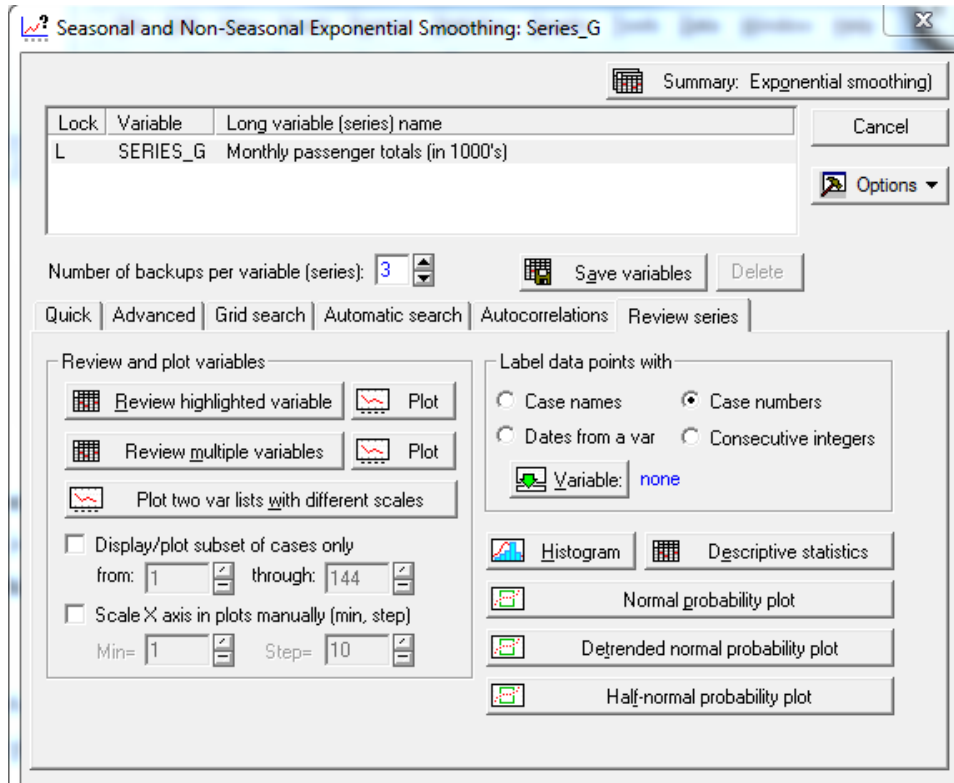 Seasonal and Non-Seasonal Exponential Smoothing: Series_G
Summary: Exponential smoothing)
Lock Variable Long variable (series) name
L SERIES_G Monthly passenger totals (in 1000's)
Cancel
Options
Number of backups per variable (series): 3 Save variables Delete
Quick Advanced Grid search Automatic search Autocorrelations Review series
Review and plot variables
Review highlighted variable Plot
Review multiple variables Plot
Plot two var lists with different scales
Display/plot subset of cases only
from: 1 through: 144
Scale X axis in plots manually (min, step)
Min= 1 Step= 10
Label data points with
Case names Case numbers
Dates from a var Consecutive integers
Variable: none
Histogram Descriptive statistics
Normal probability plot
Detrended normal probability plot
Half-normal probability plot